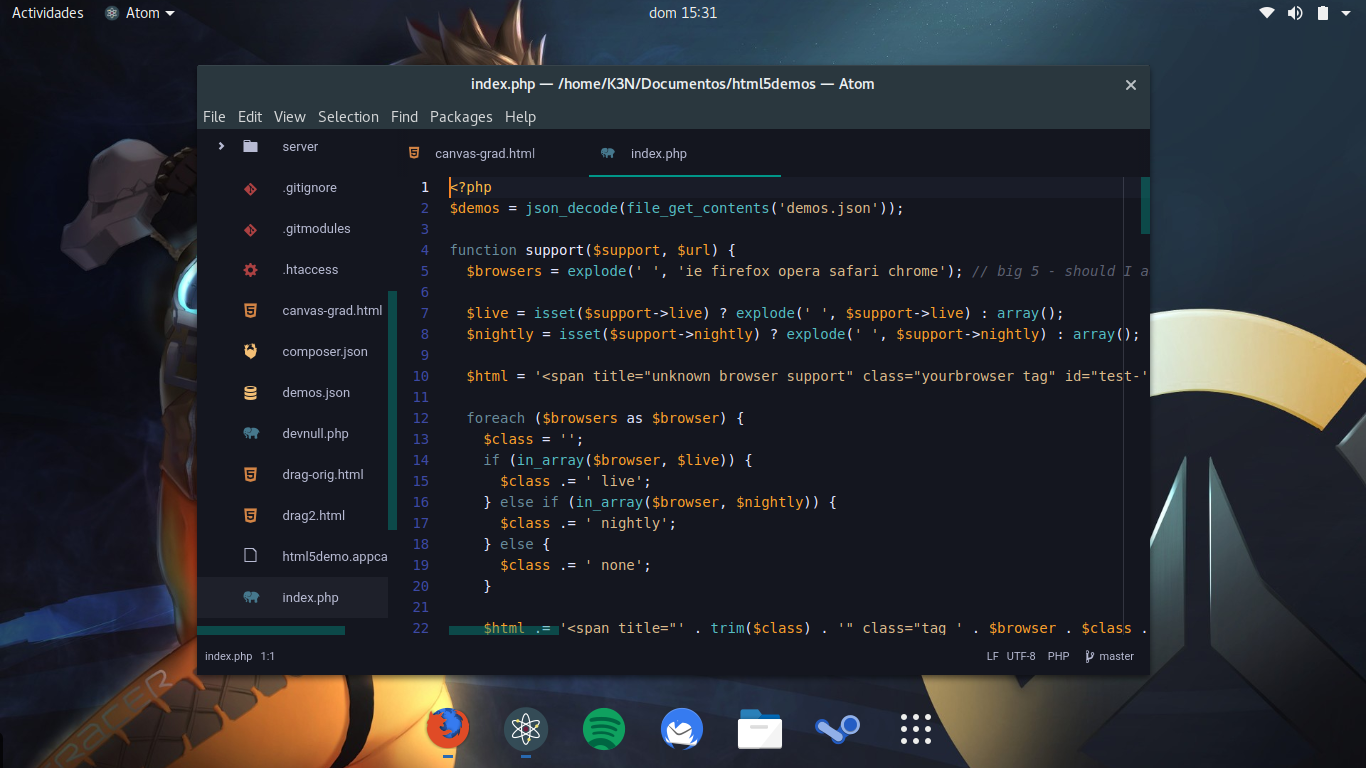 Actividades Atom dom 15:31
index.php — /home/K3N/Documentos/html5demos — Atom
File Edit View Selection Find Packages Help
server
.gitignore
.gitmodules
.htaccess
canvas-grad.html
composer.json
demos.json
devnull.php
drag-orig.html
drag2.html
html5demo.appca
index.php
canvas-grad.html index.php
1 <?php
2 $demos = json_decode(file_get_contents('demos.json'));
3
4 function support($support, $url) {
5   $browsers = explode(' ', 'ie firefox opera safari chrome'); // big 5 - should I a
6
7   $live = isset($support->live) ? explode(' ', $support->live) : array();
8   $nightly = isset($support->nightly) ? explode(' ', $support->nightly) : array();
9
10   $html = '<span title="unknown browser support" class="yourbrowser tag" id="test-'
11
12   foreach ($browsers as $browser) {
13     $class = '';
14     if (in_array($browser, $live)) {
15       $class .= ' live';
16     } else if (in_array($browser, $nightly)) {
17       $class .= ' nightly';
18     } else {
19       $class .= ' none';
20     }
21
22     $html .= '<span title="' . trim($class) . '" class="tag ' . $browser . $class .
index.php 1:1 LF UTF-8 PHP master
TRACER